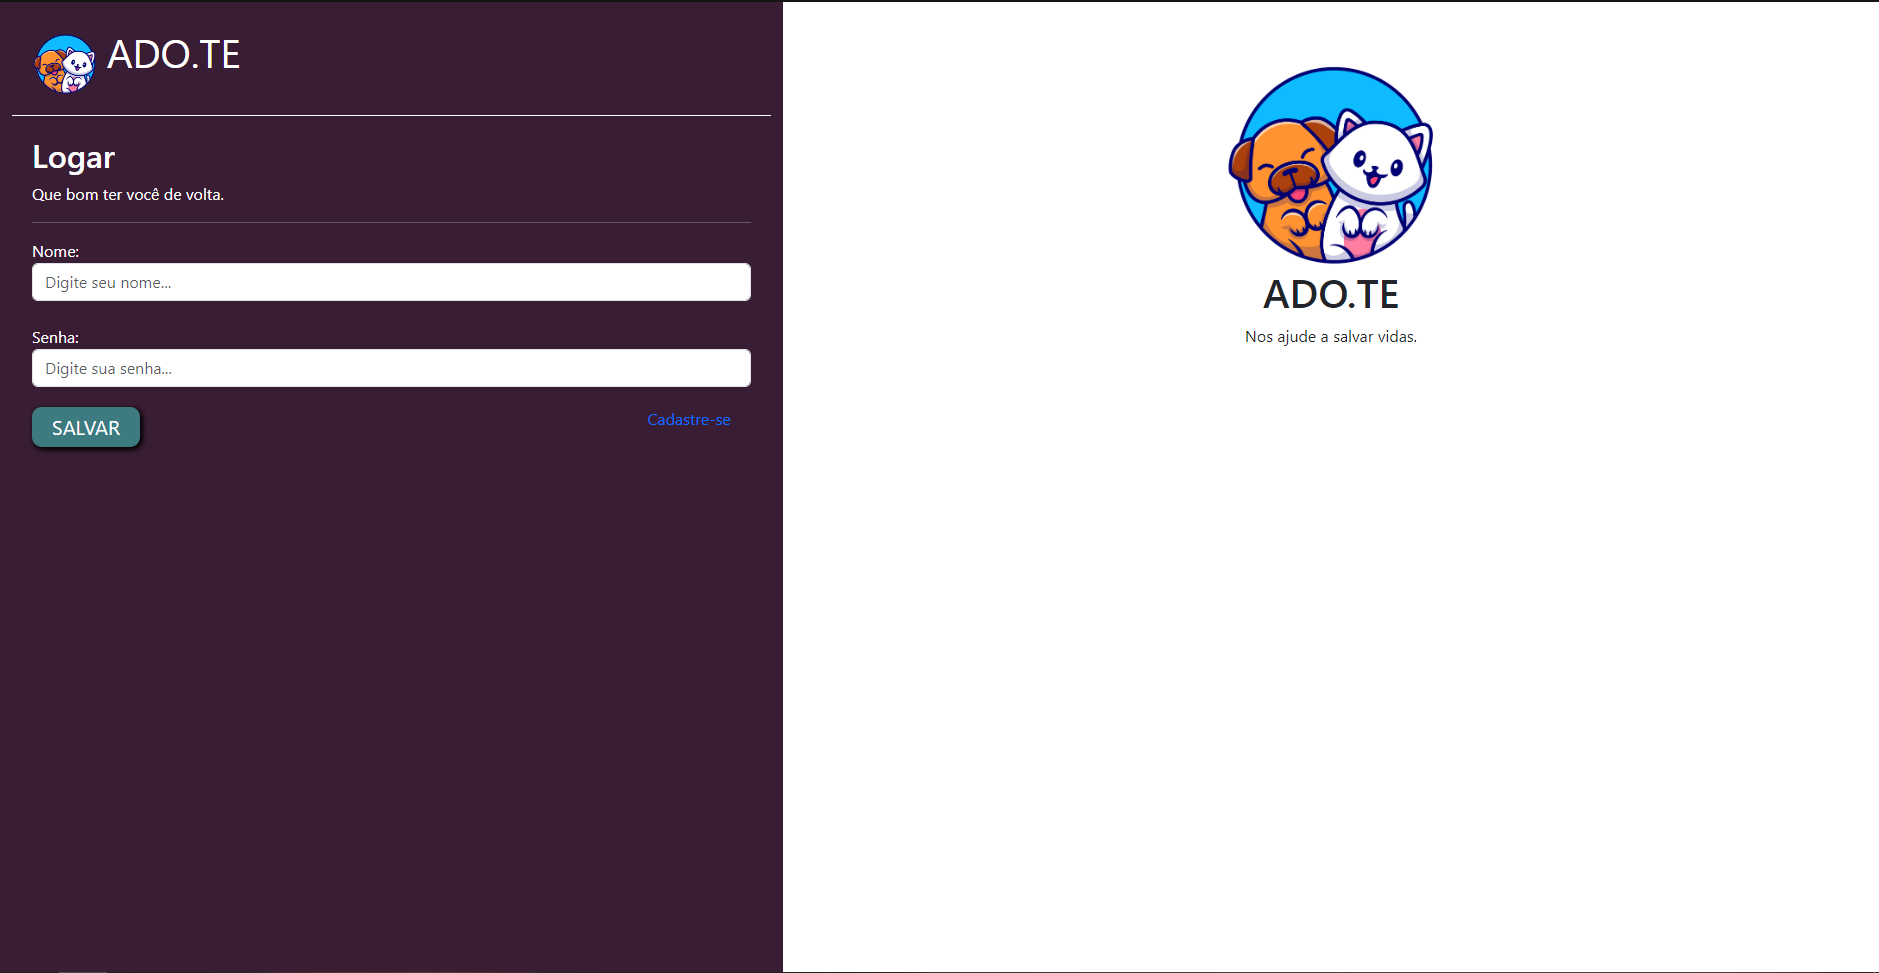 ADO.TE
Logar
Que bom ter você de volta.
Nome:
Digite seu nome...
Senha:
Digite sua senha...
SALVAR
Cadastre-se
ADO.TE
Nos ajude a salvar vidas.